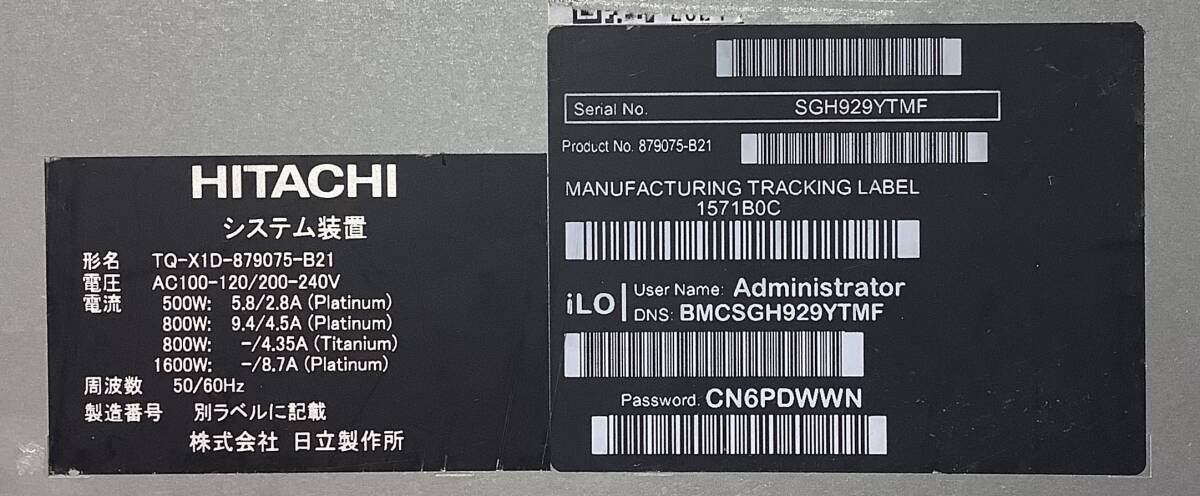 HITACHI
システム装置
形名 TQ-X1D-879075-B21
電圧 AC100-120/200-240V
電流 500W: 5.8/2.8A (Platinum)
800W: 9.4/4.5A (Platinum)
800W: -/4.35A (Titanium)
1600W: -/8.7A (Platinum)
周波数 50/60Hz
製造番号 別ラベルに記載
株式会社 日立製作所
Serial No. SGH929YTMF
Product No. 879075-B21
MANUFACTURING TRACKING LABEL
1571B0C
iLO
User Name: Administrator
DNS: BMCSGH929YTMF
Password: CN6PDWWN